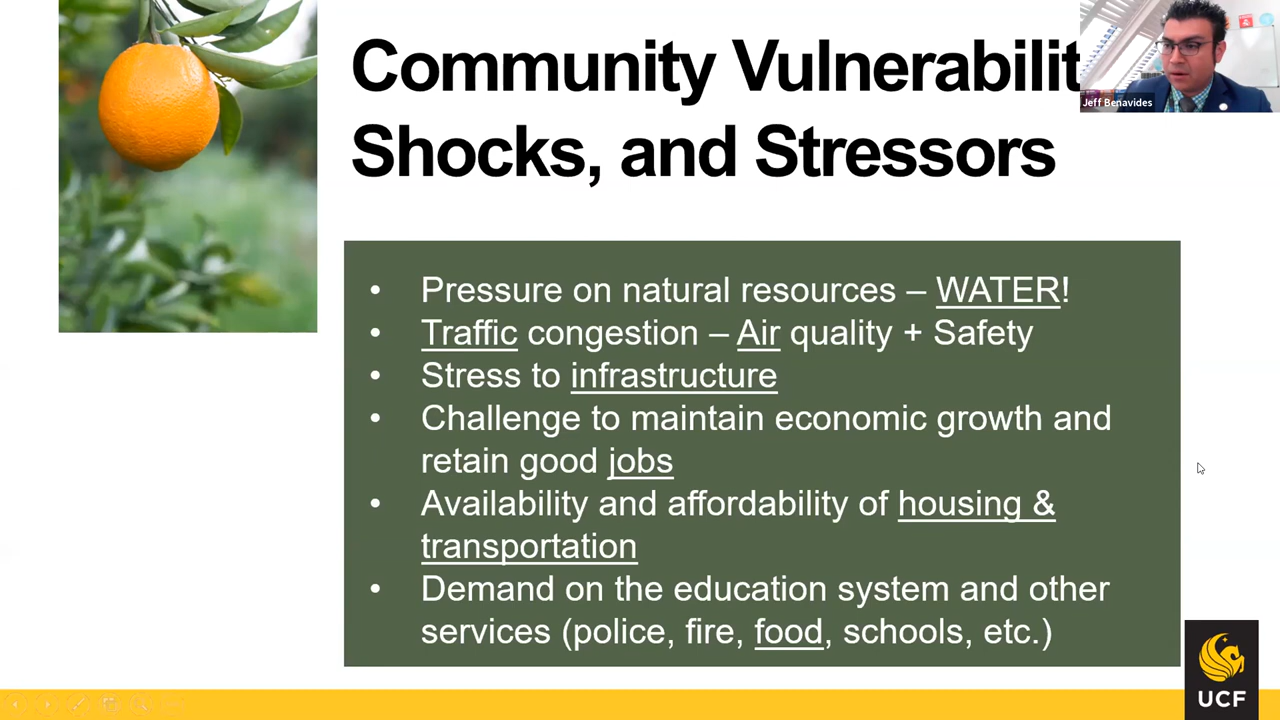 Community Vulnerabilit
Shocks, and Stressors
Jeff Benavides
• Pressure on natural resources – WATER!
• Traffic congestion – Air quality + Safety
• Stress to infrastructure
• Challenge to maintain economic growth and
retain good jobs
• Availability and affordability of housing &
transportation
• Demand on the education system and other
services (police, fire, food, schools, etc.)
UCF